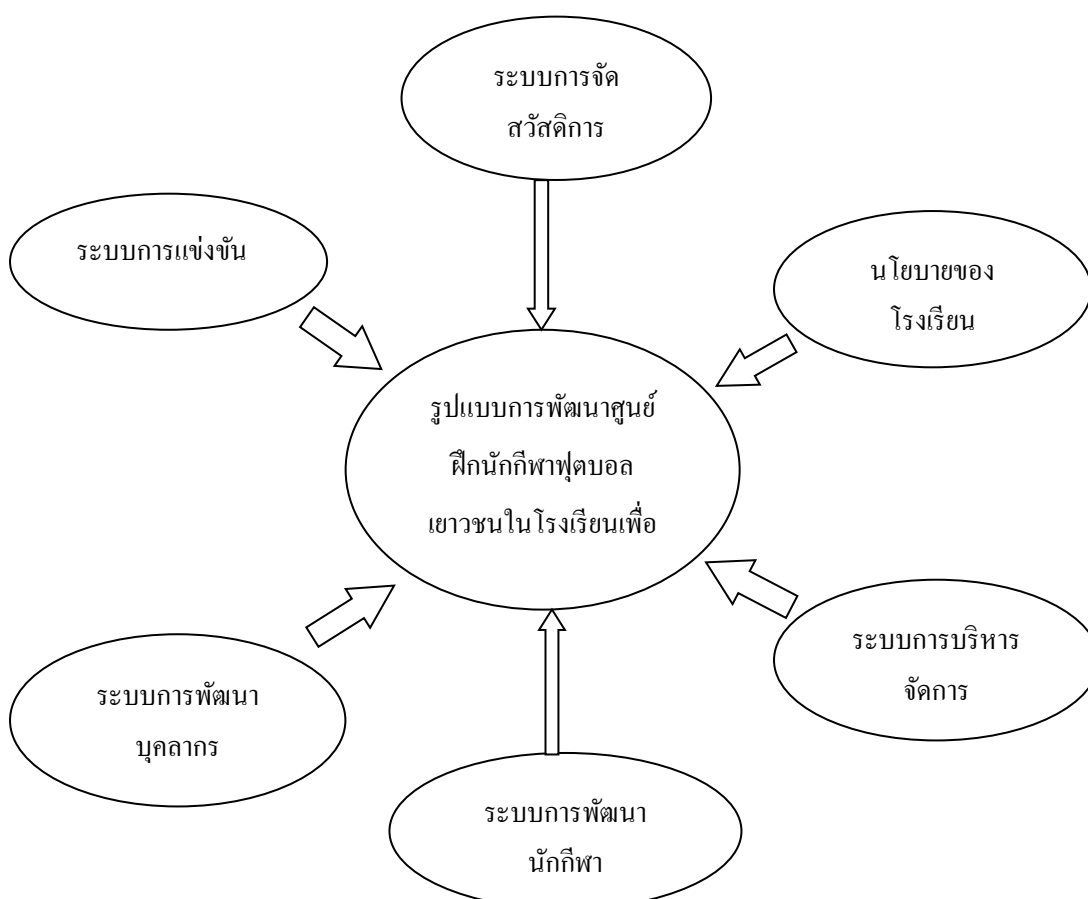 ระบบการจัด
สวัสดิการ
ระบบการแข่งขัน
นโยบายของ
โรงเรียน
รูปแบบการพัฒนาศูนย์
ฝึกนักกีฬาฟุตบอล
เยาวชนในโรงเรียนเพื่อ
ระบบการพัฒนา
บุคลากร
ระบบการบริหาร
จัดการ
ระบบการพัฒนา
นักกีฬา